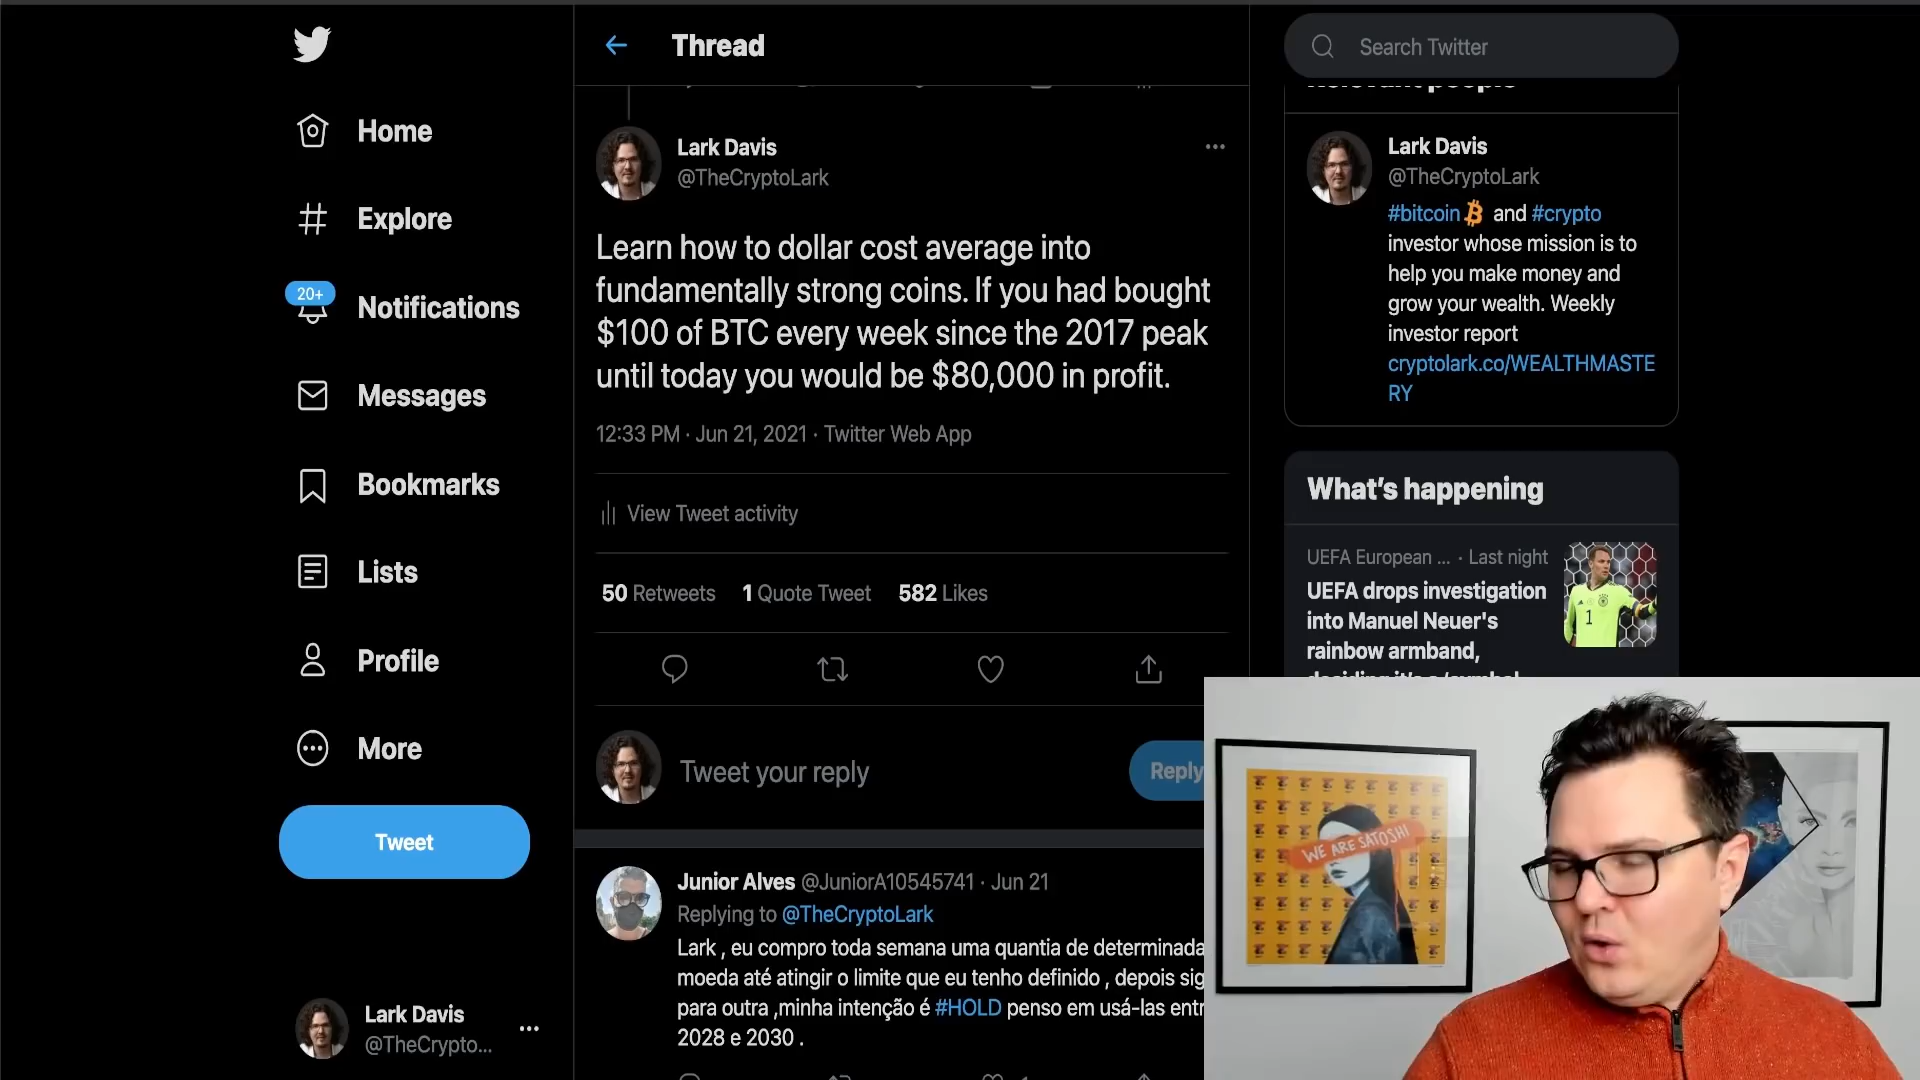 Thread
Search Twitter
Home
Explore
20+
Notifications
Messages
Bookmarks
Lists
Profile
More
Tweet
Lark Davis
@TheCrypto...
Lark Davis
@TheCryptoLark
Learn how to dollar cost average into
fundamentally strong coins. If you had bought
$100 of BTC every week since the 2017 peak
until today you would be $80,000 in profit.
12:33 PM · Jun 21, 2021 · Twitter Web App
View Tweet activity
50 Retweets 1 Quote Tweet 582 Likes
Tweet your reply
Reply
Junior Alves @JuniorA10545741 · Jun 21
Replying to @TheCryptoLark
Lark , eu compro toda semana uma quantia de determinada
moeda até atingir o limite que eu tenho definido , depois sig
para outra ,minha intenção é #HOLD penso em usá-las entr
2028 e 2030 .
Relevant people
Lark Davis
@TheCryptoLark
#bitcoin and #crypto
investor whose mission is to
help you make money and
grow your wealth. Weekly
investor report
cryptolark.co/WEALTHMASTE
RY
What's happening
UEFA European ... · Last night
UEFA drops investigation
into Manuel Neuer's
rainbow armband,
1
WE ARE SATOSHI